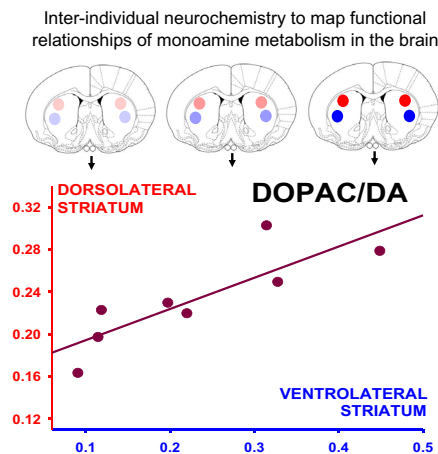 Inter-individual neurochemistry to map functional
relationships of monoamine metabolism in the brain
DORSOLATERAL
STRIATUM
DOPAC/DA
0.32
0.28
0.24
0.20
0.16
0.12
VENTROLATERAL
STRIATUM
0.1
0.2
0.3
0.4
0.5